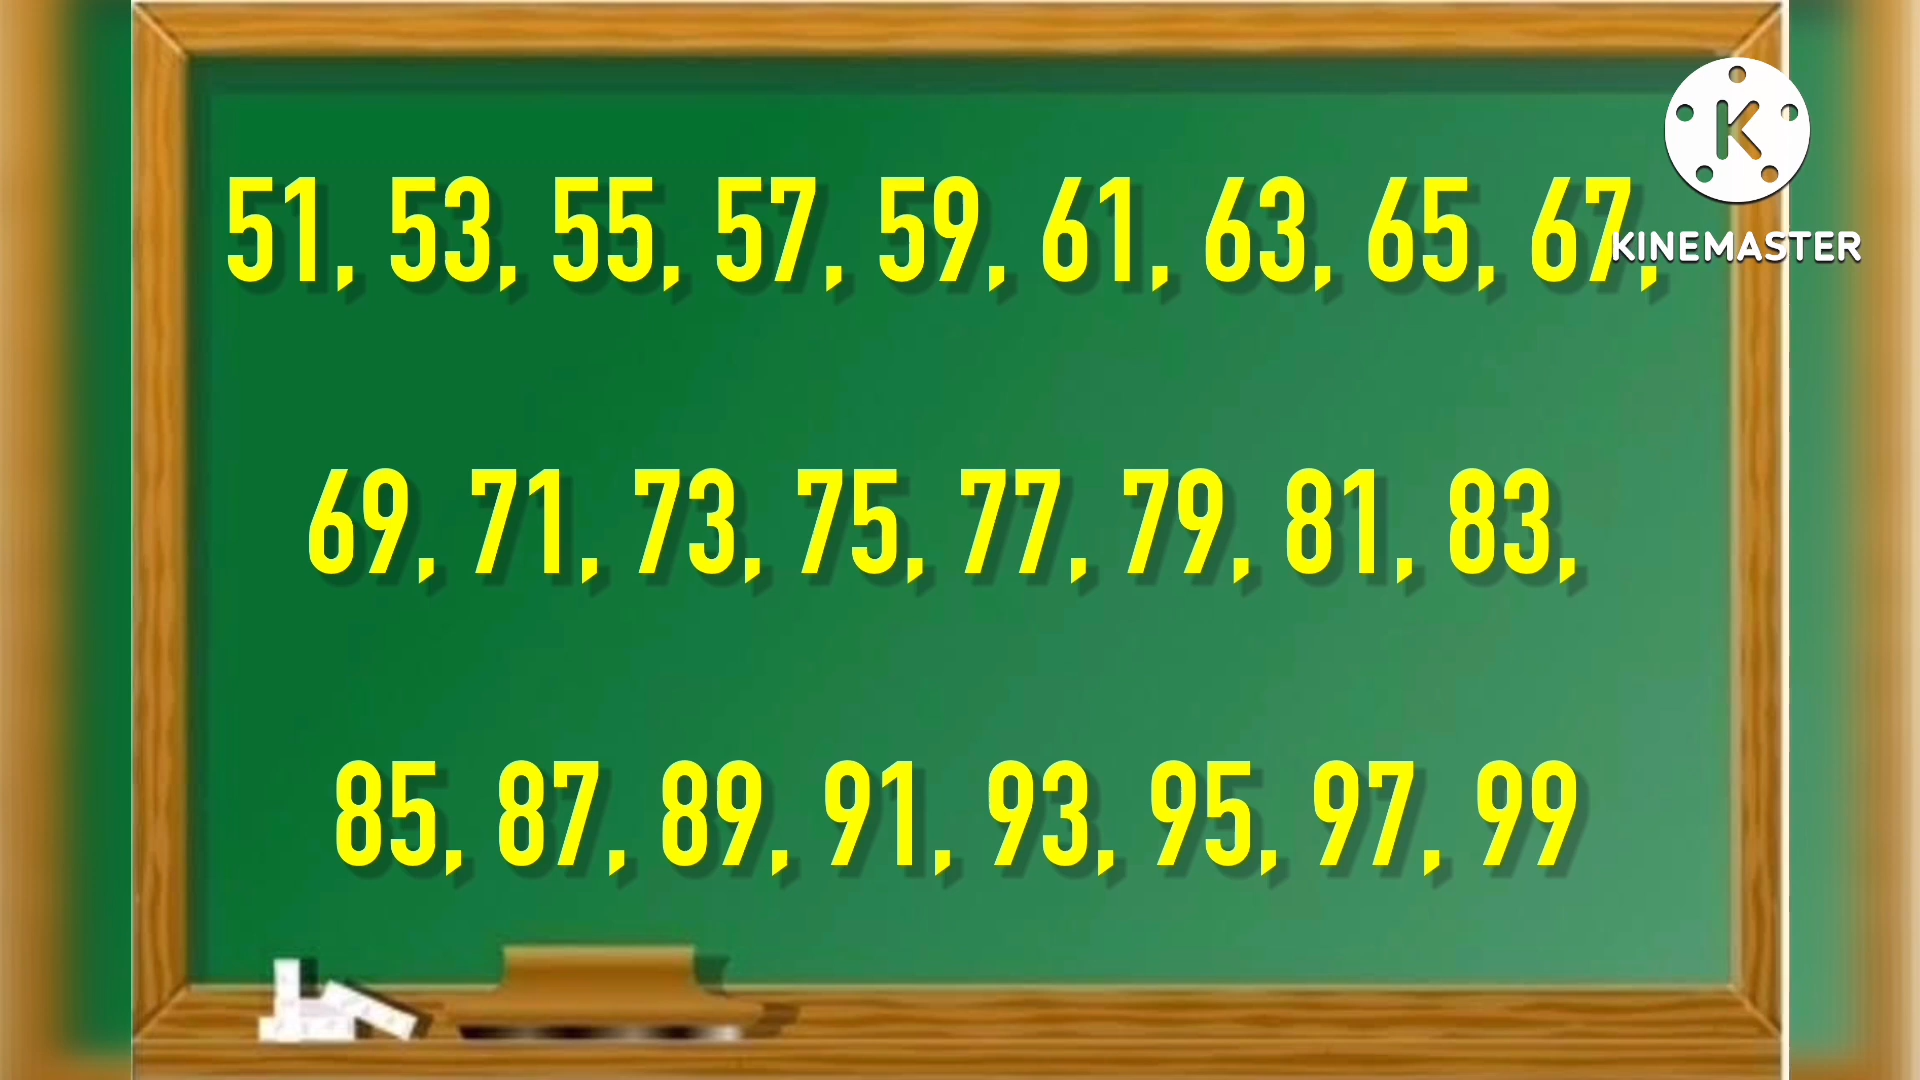 51, 53, 55, 57, 59, 61, 63, 65, 67,
KINEMASTER
69, 71, 73, 75, 77, 79, 81, 83,
85, 87, 89, 91, 93, 95, 97, 99